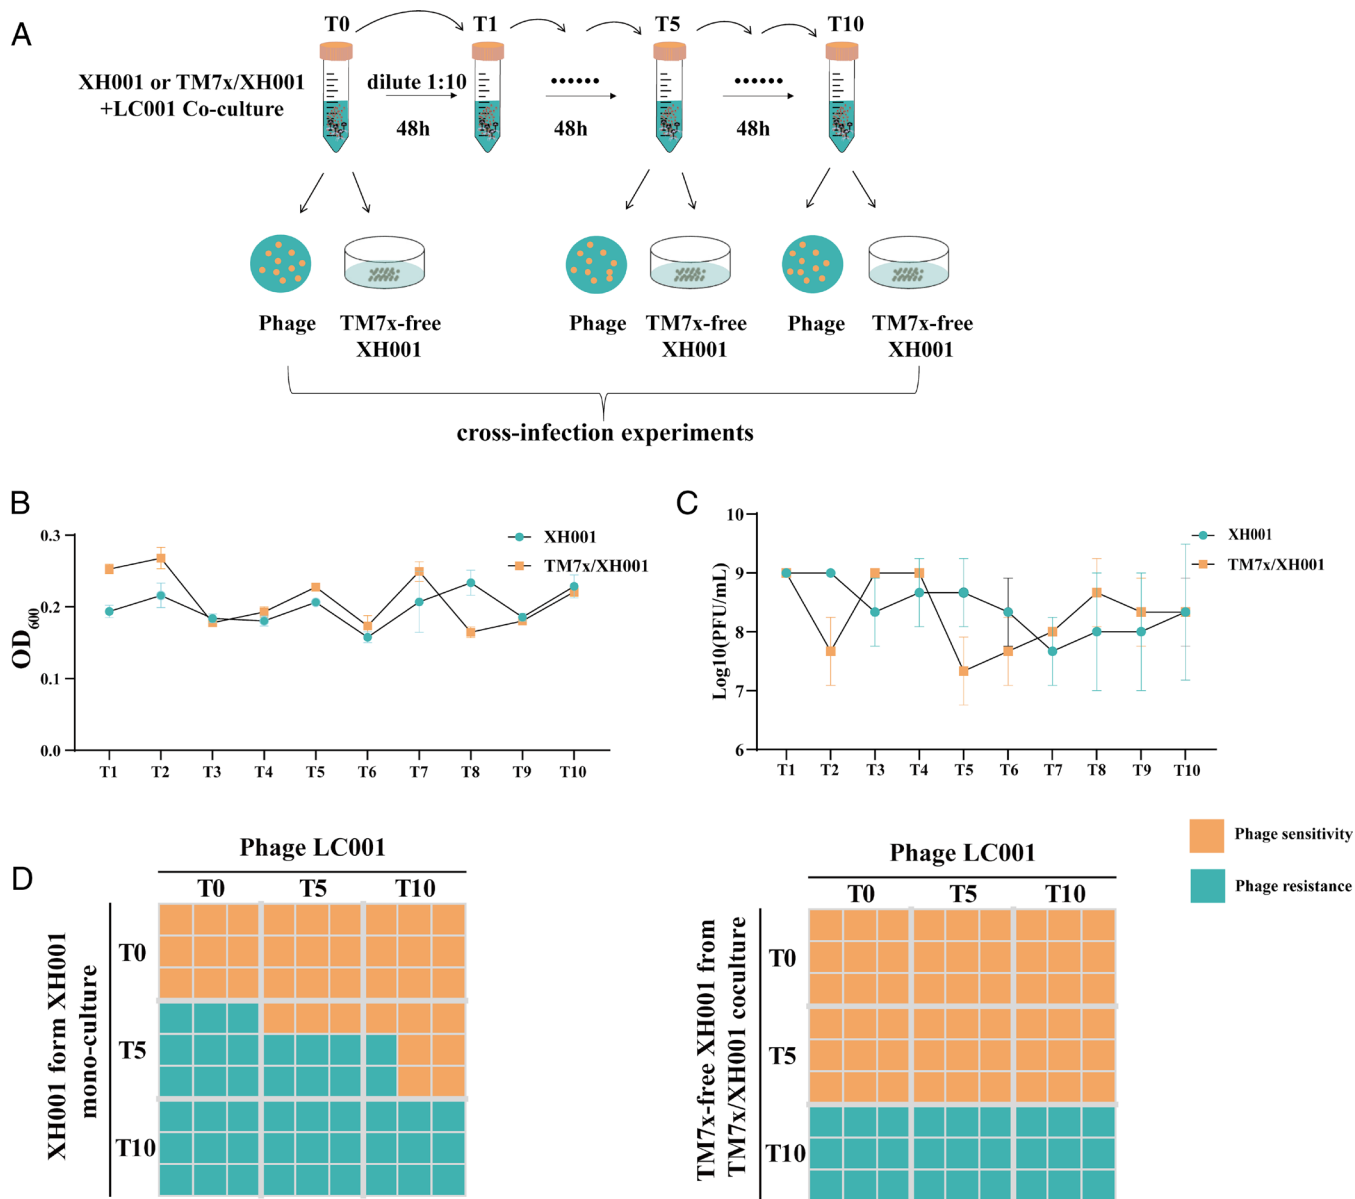 A
T0
T1
T5
T10
XH001 or TM7x/XH001
+LC001 Co-culture
dilute 1:10
48h
48h
48h
Phage
TM7x-free
XH001
Phage
TM7x-free
XH001
Phage
TM7x-free
XH001
cross-infection experiments
B
0.3
0.2
0.1
0.0
OD600
XH001
TM7x/XH001
T1 T2 T3 T4 T5 T6 T7 T8 T9 T10
C
10
9
8
7
6
Log10(PFU/mL)
XH001
TM7x/XH001
T1 T2 T3 T4 T5 T6 T7 T8 T9 T10
D
Phage LC001
T0 T5 T10
XH001 form XH001
mono-culture
T0
T5
T10
Phage LC001
T0 T5 T10
TM7x-free XH001 from
TM7x/XH001 coculture
T0
T5
T10
Phage sensitivity
Phage resistance